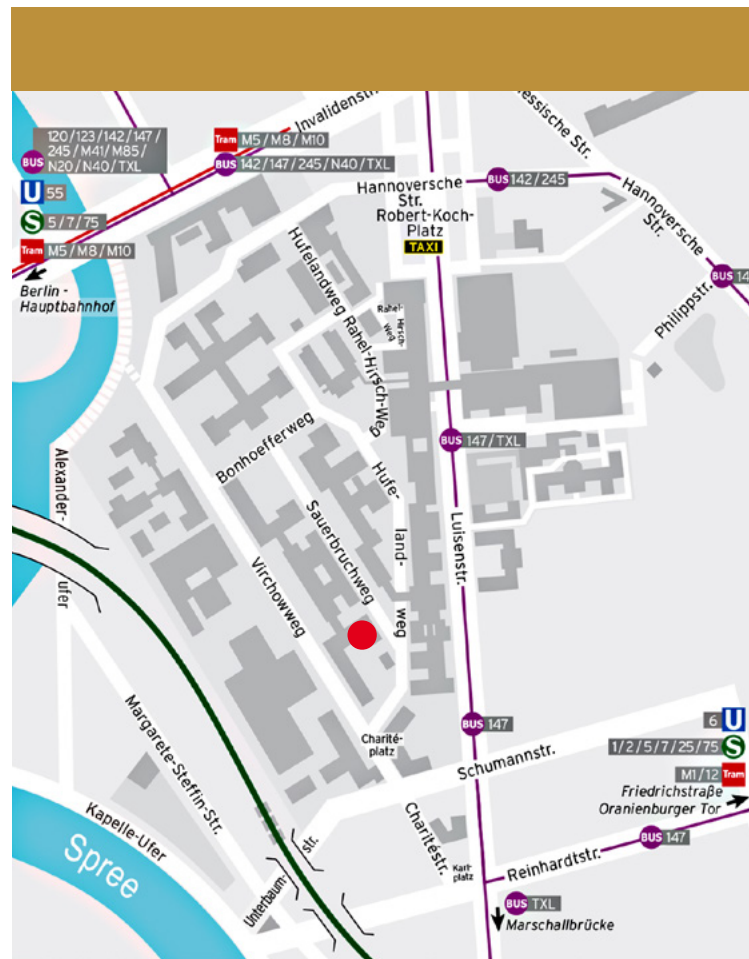 120/123/142/147/
245/M41/M85/
BUS N20/N40/TXL
U 55
S 5/7/75
Tram M5/M8/M10
Berlin -
Hauptbahnhof
Invalidenstr.
Tram M5/M8/M10
BUS 142/147/245/N40/TXL
Hannoversche
Str.
Robert-Koch-
Platz
TAXI
BUS 142/245
essische Str.
Hannoversche
Str.
BUS 14
Philippstr.
Hufelandweg
Rahel-Hirsch-Weg
Rahel-
Hirsch-
Weg
BUS 147/TXL
Bonhoefferweg
Sauerbruchweg
Hufe-
land-
weg
Virchowweg
Luisenstr.
Alexander-
ufer
Margarete-Steffin-Str.
Charité-
platz
BUS 147
Schumannstr.
6 U
1/2/5/7/25/75 S
M1/12 Tram
Friedrichstraße
Oranienburger Tor
Kapelle-Ufer
Spree
Charitéstr.
Karl-
platz
Unterbaum-
str.
Reinhardtstr.
BUS 147
BUS TXL
Marschallbrücke